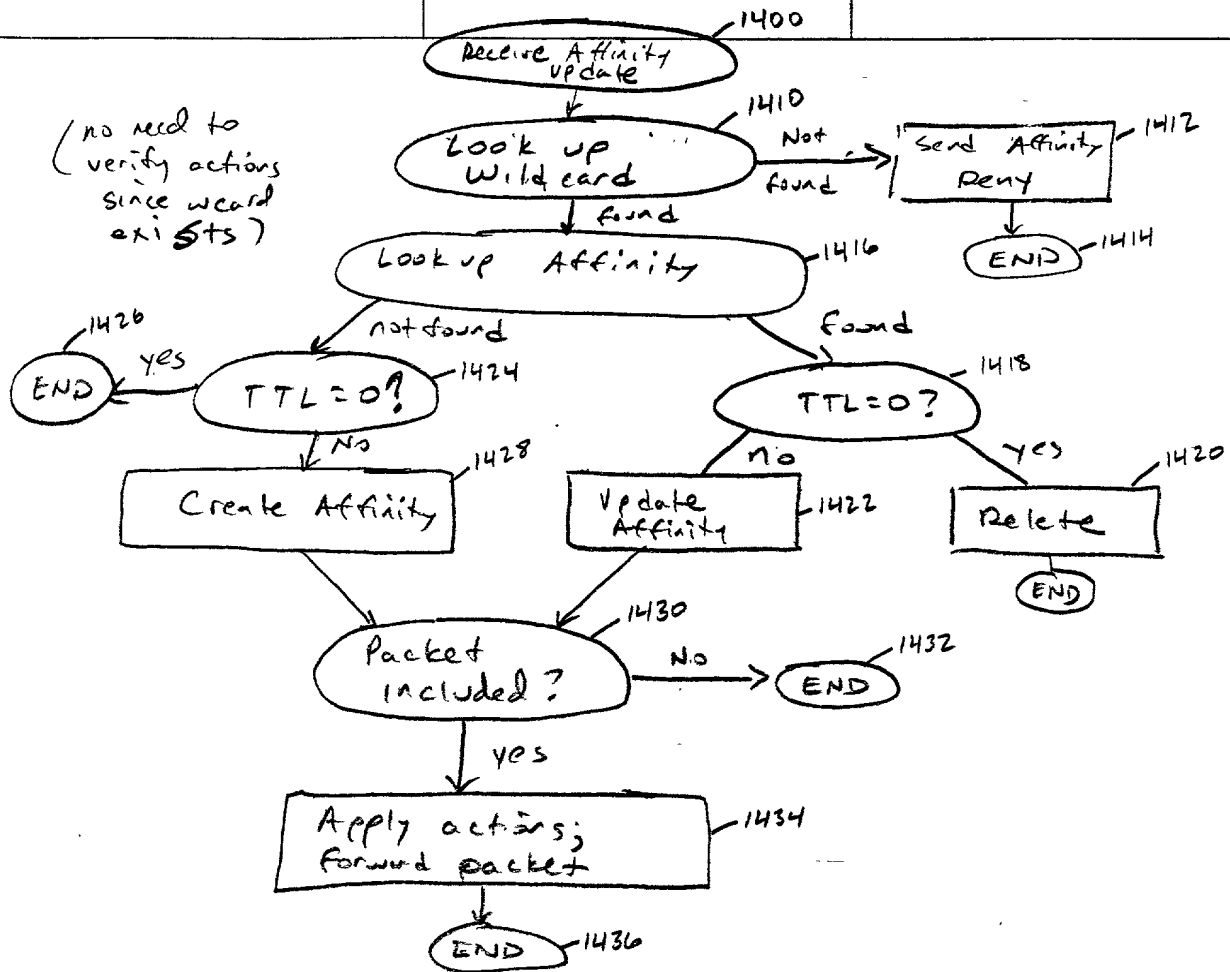 1400
Receive Affinity
update
1410
(no need to
verify actions
since wcard
exists)
Look up
Wildcard
Not
found
Send Affinity
Deny
1412
found
END
1414
Look up Affinity
1416
not found
found
1426
END
yes
TTL=0?
1424
TTL=0?
1418
No
1428
no
yes
1420
Create Affinity
Update
Affinity
1422
Delete
END
1430
Packet
included?
No
1432
END
yes
Apply actions;
forward packet
1434
END
1436